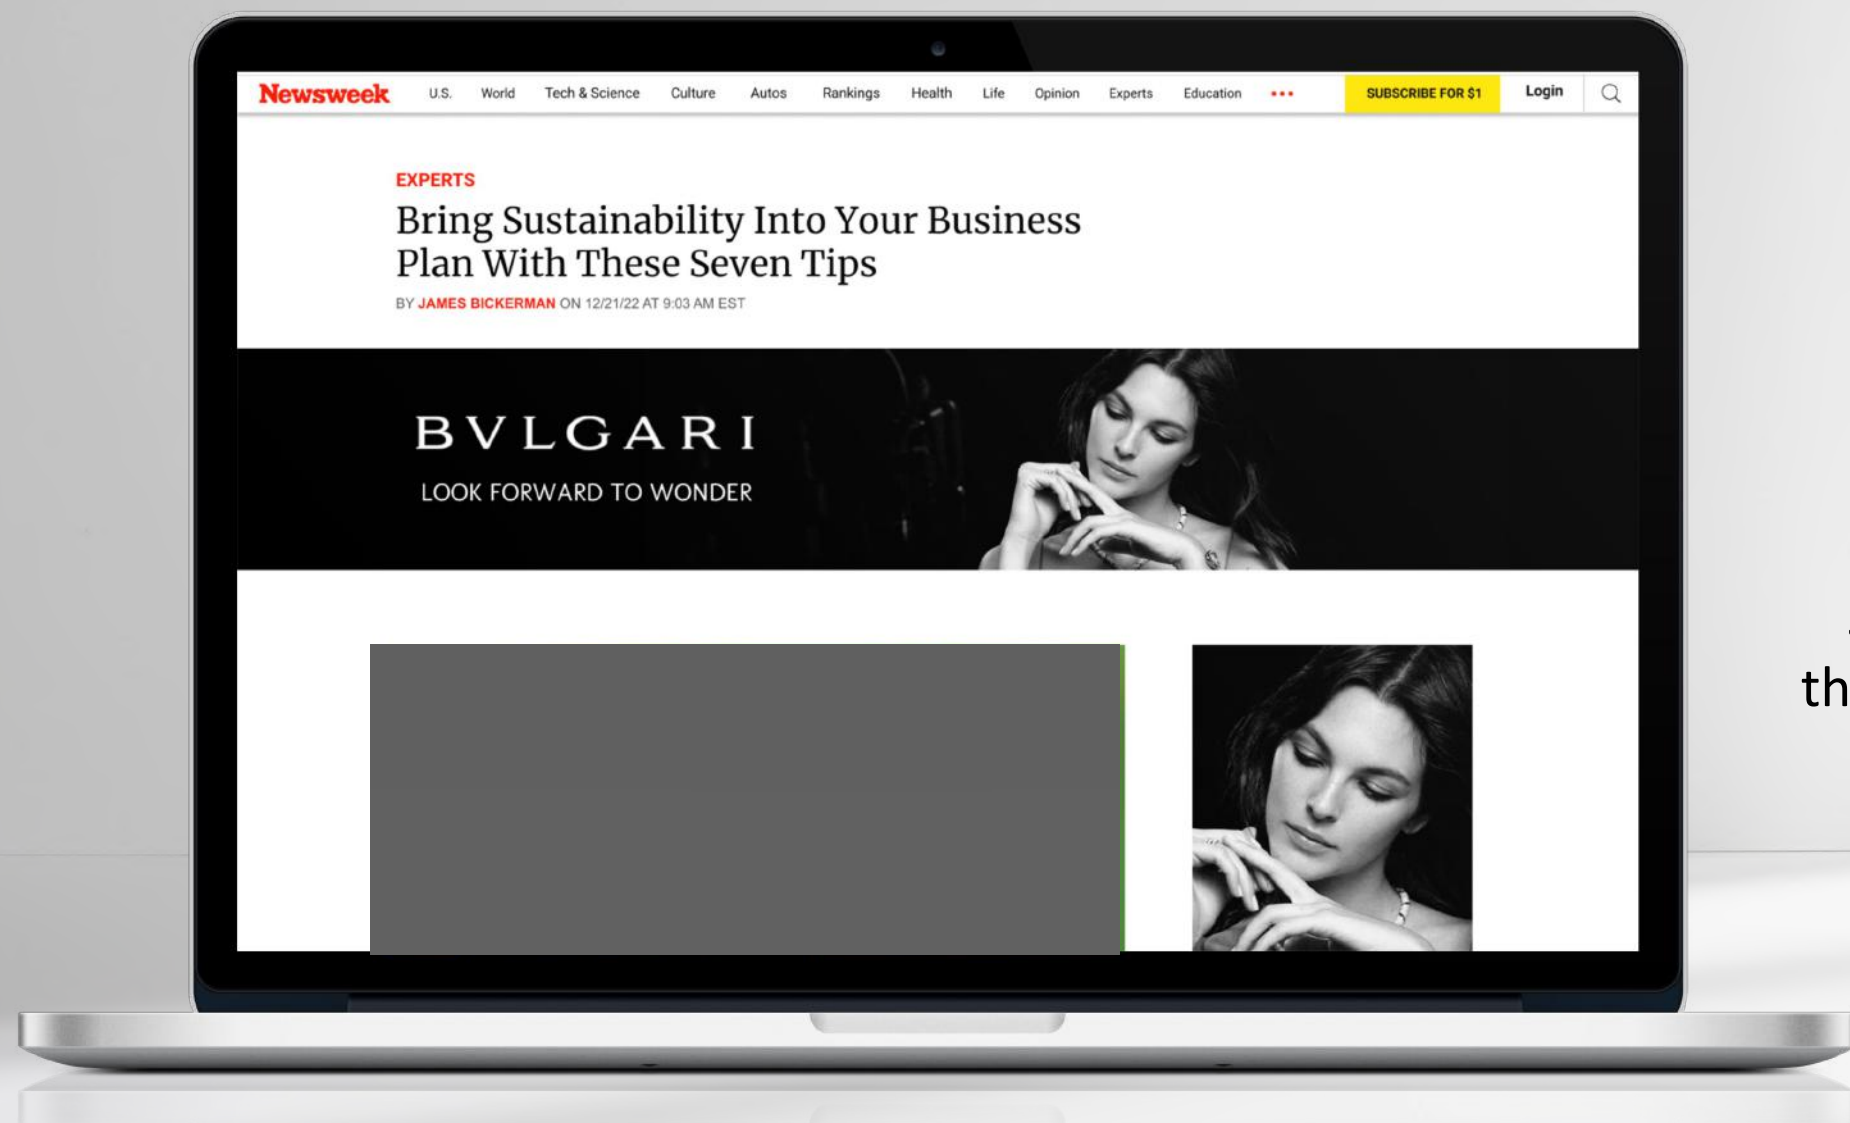 Newsweek U.S. World Tech & Science Culture Autos Rankings Health Life Opinion Experts Education SUBSCRIBE FOR $1 Login
EXPERTS
Bring Sustainability Into Your Business
Plan With These Seven Tips
BY JAMES BICKERMAN ON 12/21/22 AT 9:03 AM EST
BVLGARI
LOOK FORWARD TO WONDER
th